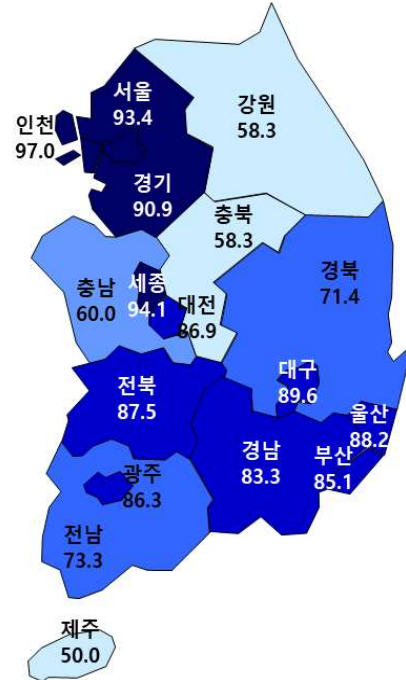 서울
93.4
강원
58.3
인천
97.0
경기
90.9
충북
58.3
경북
71.4
충남
60.0
세종
94.1
대전
86.9
대구
89.6
전북
87.5
울산
88.2
경남
83.3
부산
85.1
광주
86.3
전남
73.3
제주
50.0